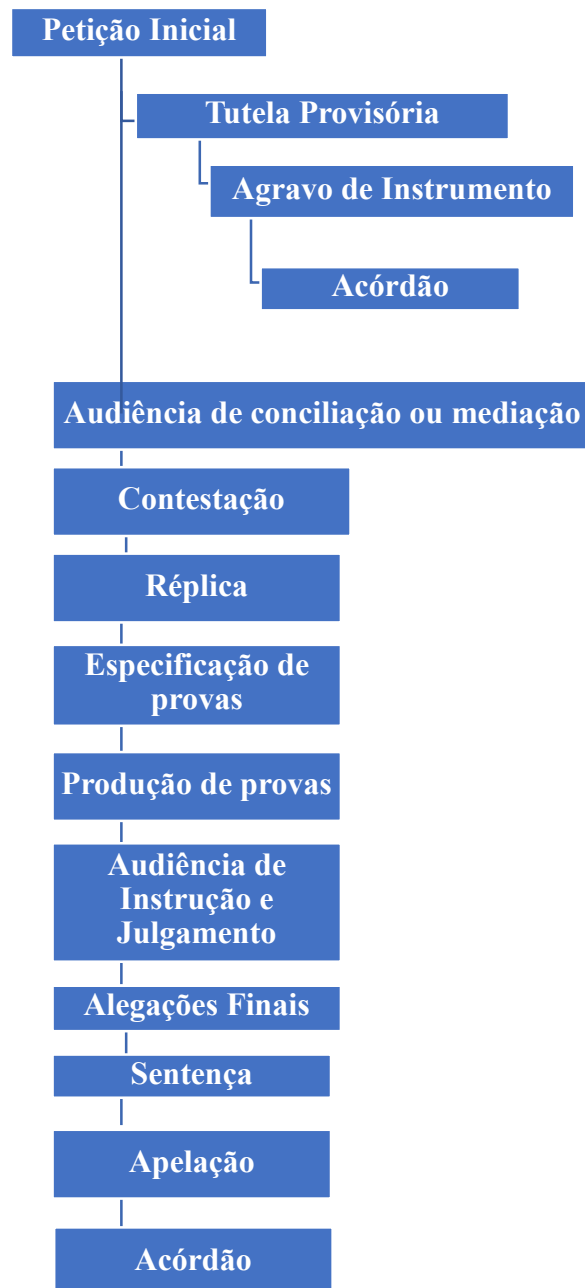 Petição Inicial
Tutela Provisória
Agravo de Instrumento
Acórdão
Audiência de conciliação ou mediação
Contestação
Réplica
Especificação de
provas
Produção de provas
Audiência de
Instrução e
Julgamento
Alegações Finais
Sentença
Apelação
Acórdão